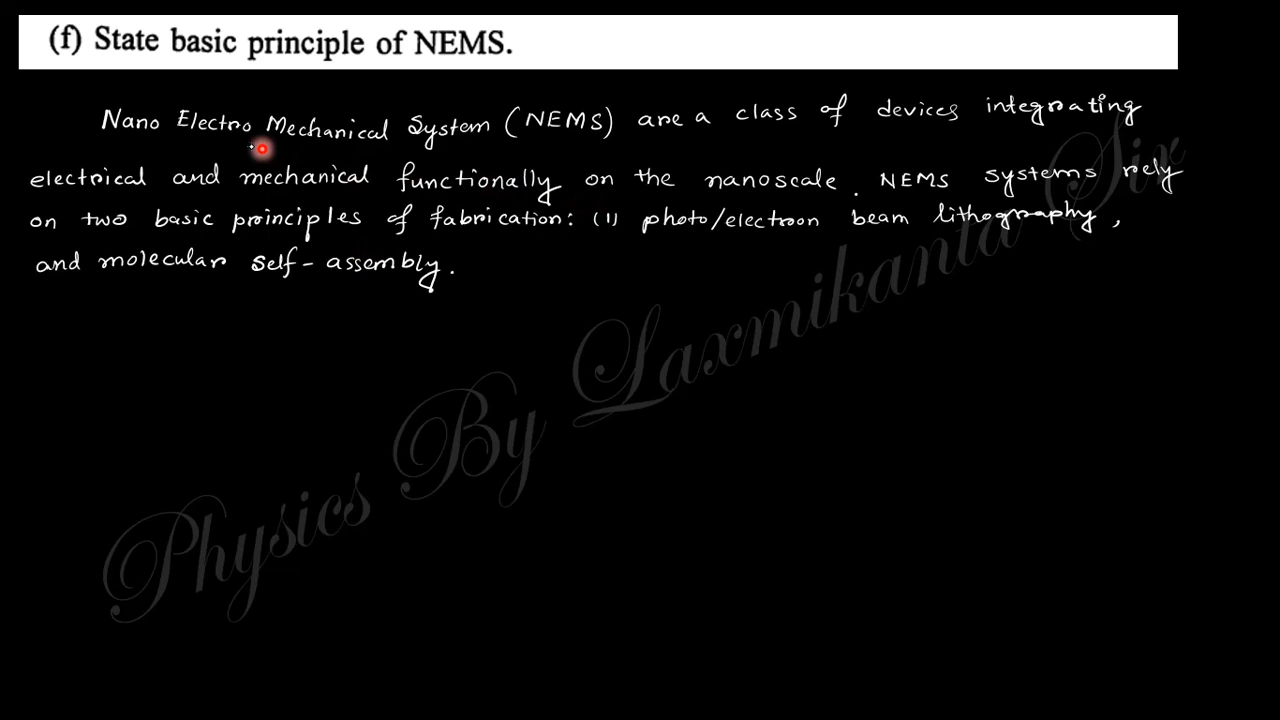 (f) State basic principle of NEMS.
Nano Electro Mechanical System (NEMS) are a class of devices integrating
electrical and mechanical functionally on the nanoscale. NEMS systems rely
on two basic principles of fabrication: (1) photo/electron beam lithography,
and molecular self-assembly.
Physics By Laxmikanta Six